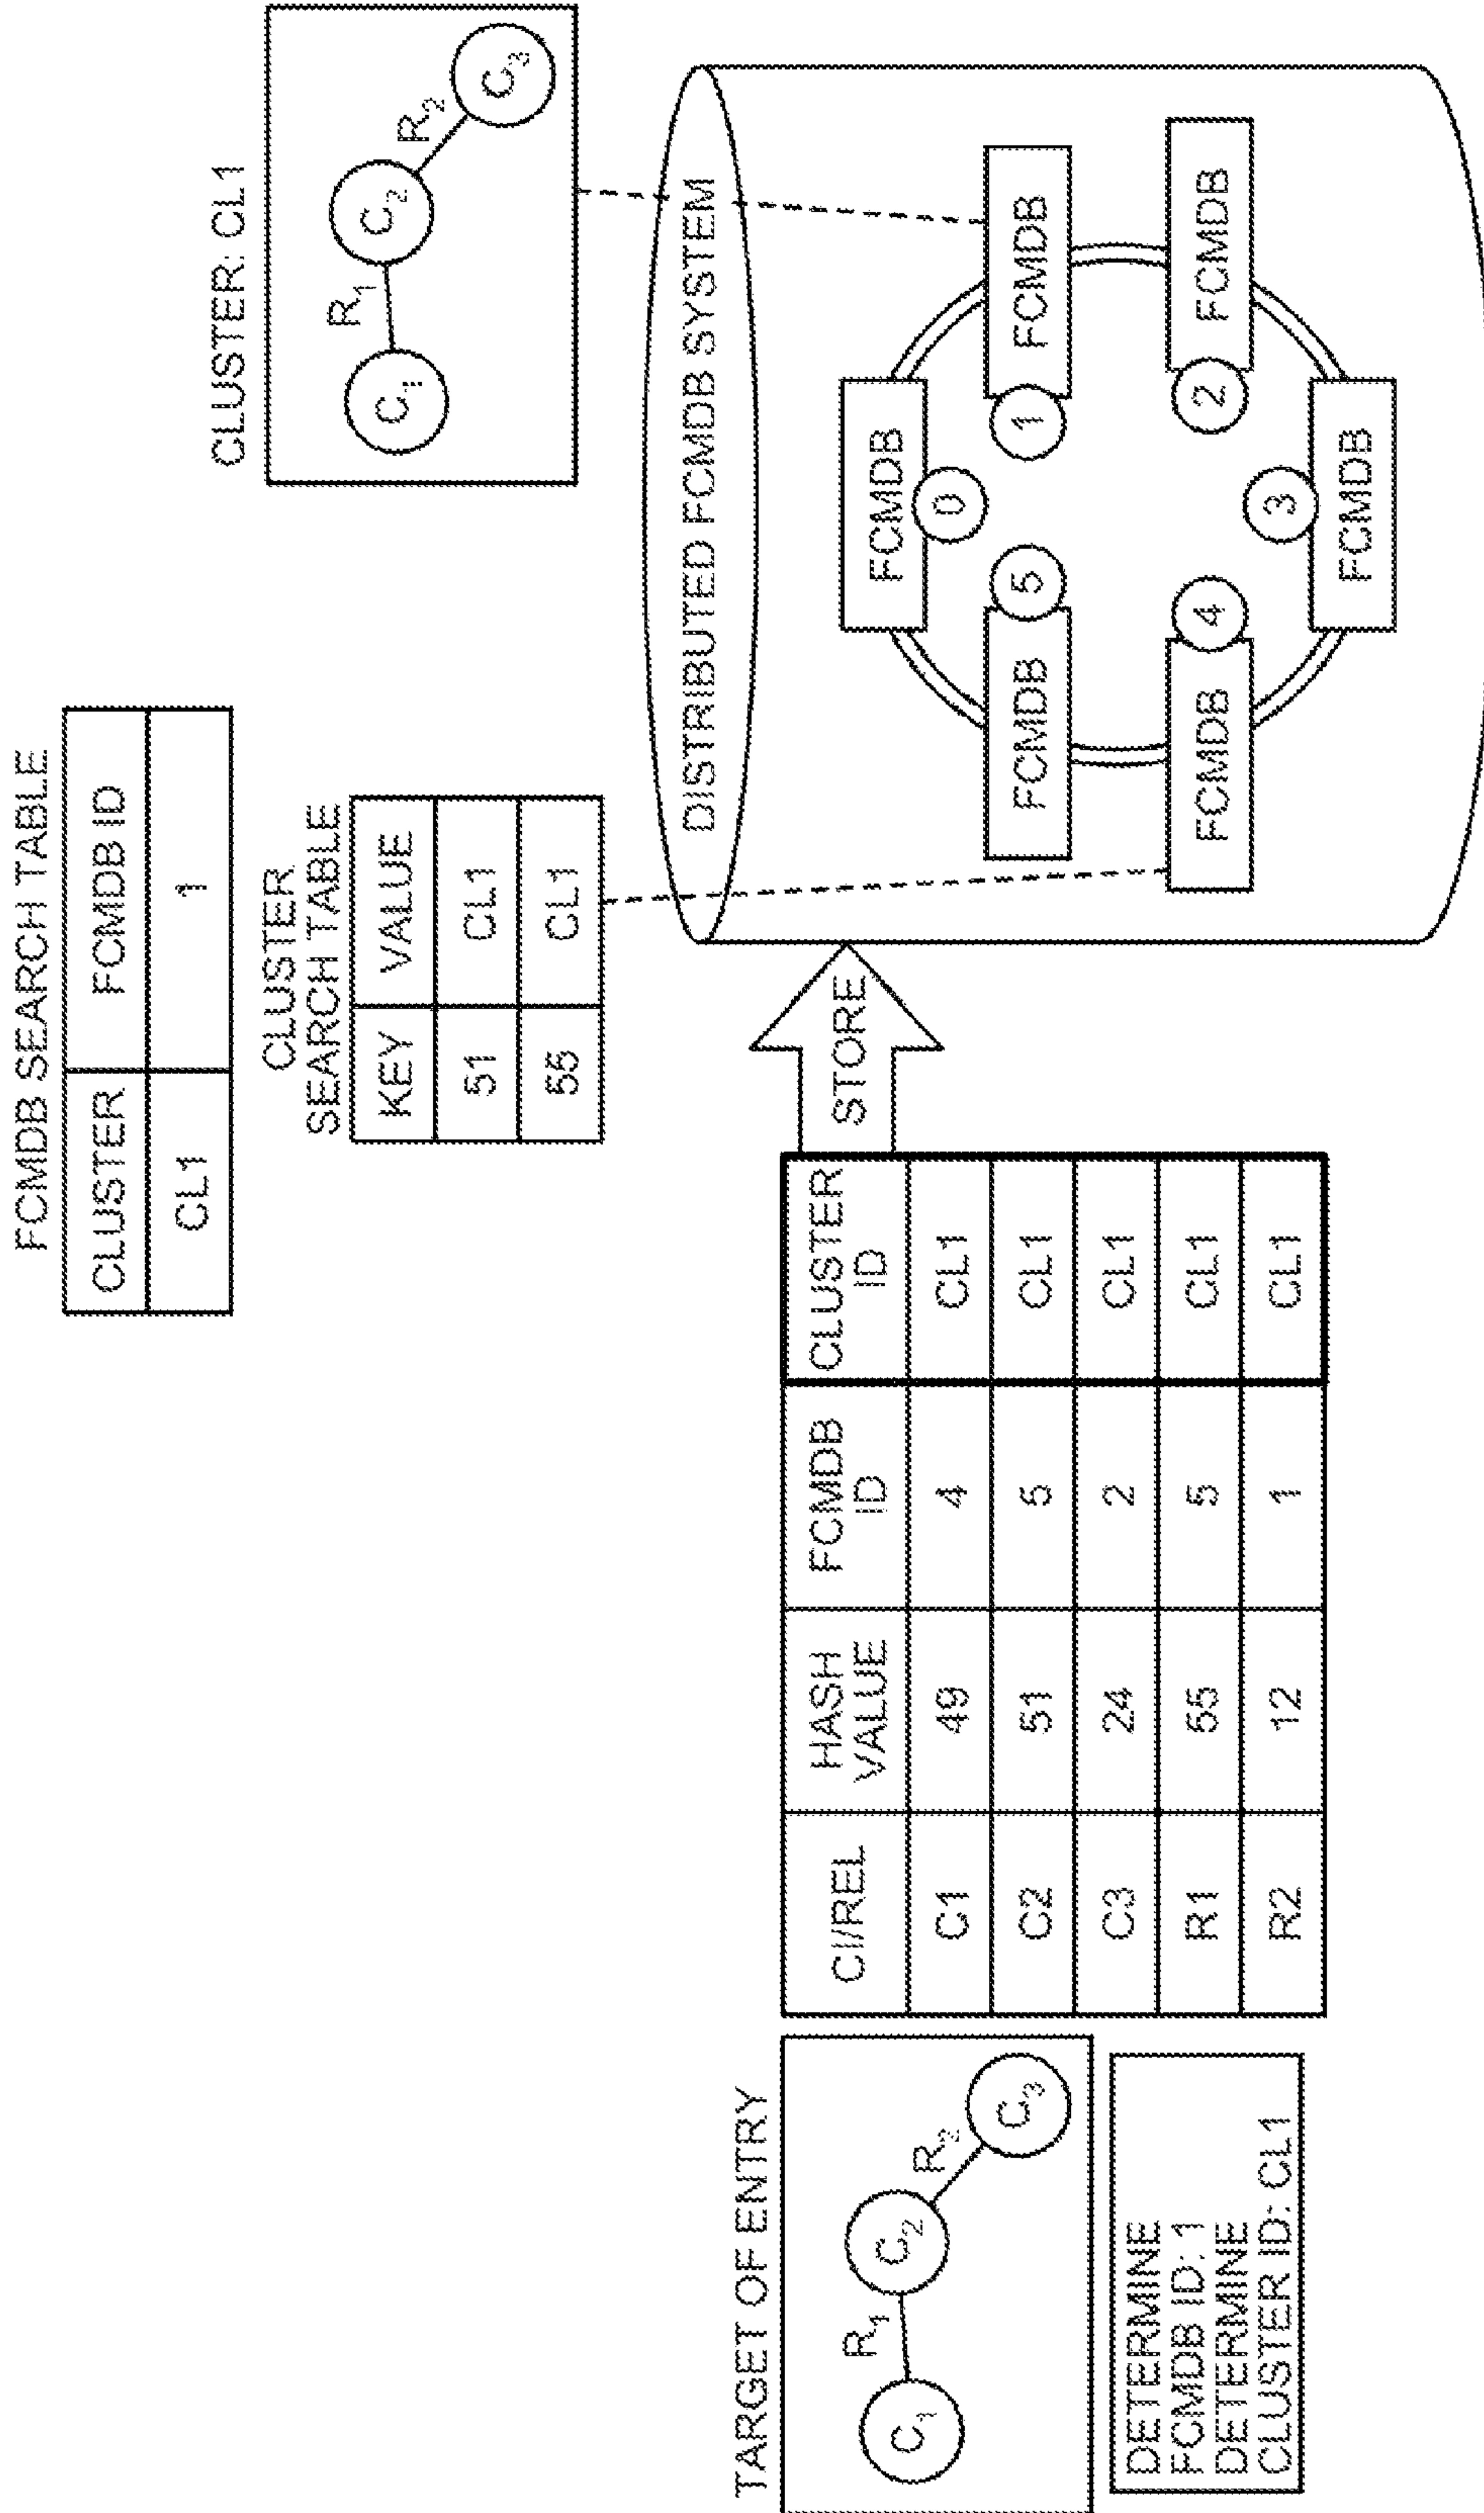 FCMDB SEARCH TABLE
CLUSTER FCMDB ID
CL1 1
CLUSTER
SEARCH TABLE
KEY VALUE
51 CL1
55 CL1
CLUSTER: CL1
C1 R1 C2 R2 C3
TARGET OF ENTRY
C1 R1 C2 R2 C3
DETERMINE
FCMDB ID: 1
DETERMINE
CLUSTER ID: CL1
CI/REL HASH VALUE FCMDB ID CLUSTER ID
C1 49 4 CL1
C2 51 5 CL1
C3 24 2 CL1
R1 55 5 CL1
R2 12 1 CL1
STORE
DISTRIBUTED FCMDB SYSTEM
FCMDB
0
FCMDB
1
FCMDB
2
FCMDB
3
FCMDB
4
FCMDB
5